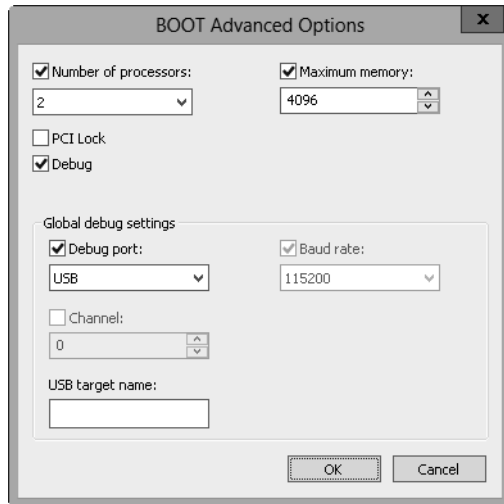 BOOT Advanced Options
x
Number of processors:
Maximum memory:
2
4096
PCI Lock
Debug
Global debug settings
Debug port:
Baud rate:
USB
115200
Channel:
0
USB target name:
OK
Cancel